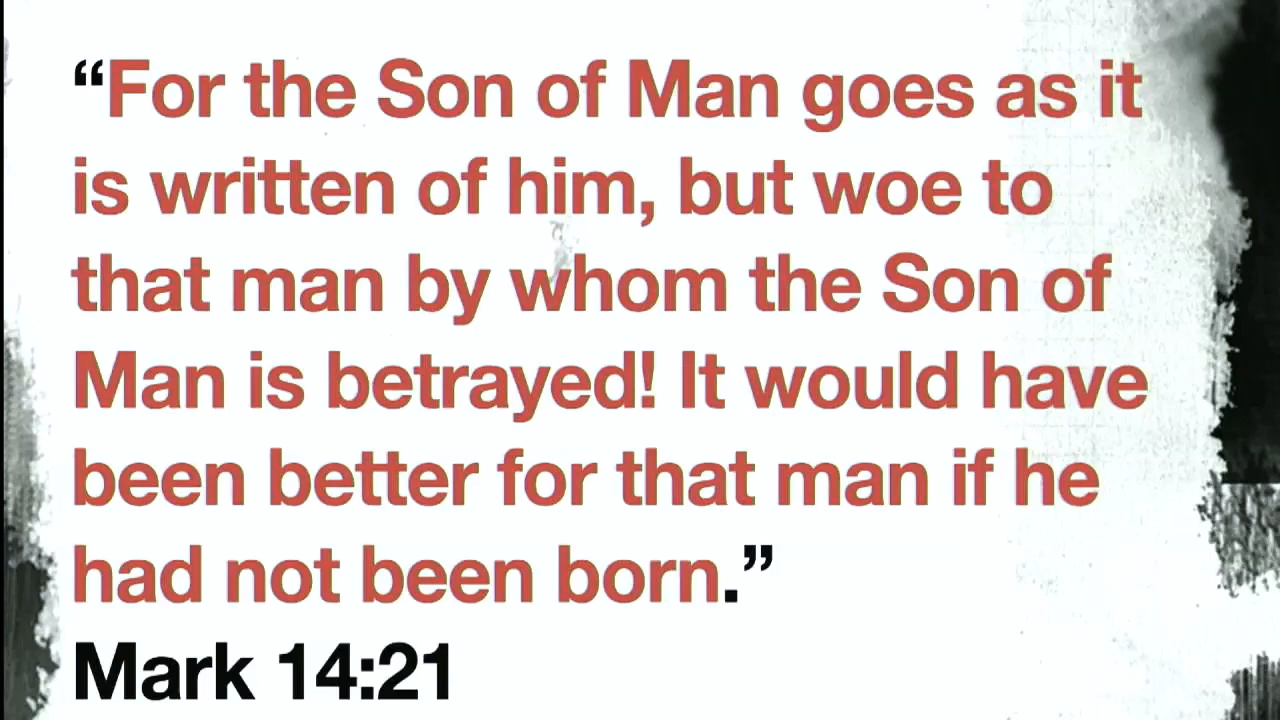 “For the Son of Man goes as it
is written of him, but woe to
that man by whom the Son of
Man is betrayed! It would have
been better for that man if he
had not been born.”
Mark 14:21